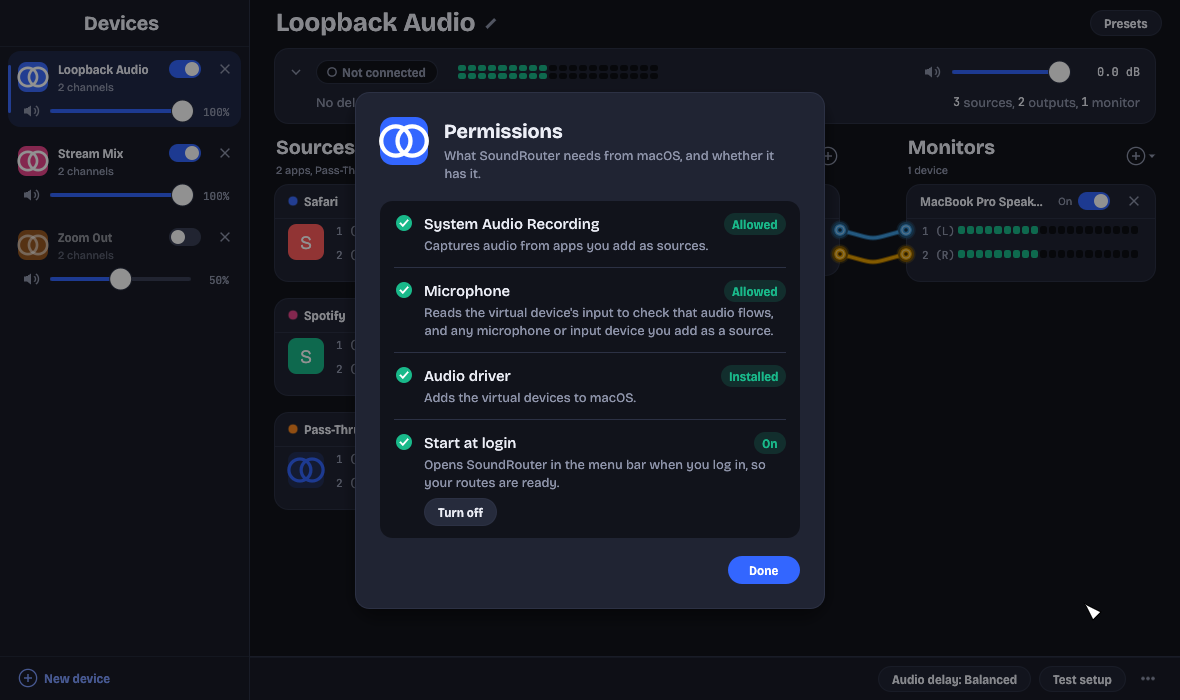 Devices
Loopback Audio
2 channels
100%
Stream Mix
2 channels
100%
Zoom Out
2 channels
50%
New device
Loopback Audio
Presets
Not connected
0.0 dB
No del
3 sources, 2 outputs, 1 monitor
Sources
2 apps, Pass-Th
Monitors
1 device
Safari
S
1 (
2 (
Spotify
S
1 (
2 (
Pass-Thru
1 (
2 (
MacBook Pro Speak...
On
1 (L)
2 (R)
Permissions
What SoundRouter needs from macOS, and whether it
has it.
System Audio Recording
Allowed
Captures audio from apps you add as sources.
Microphone
Allowed
Reads the virtual device's input to check that audio flows,
and any microphone or input device you add as a source.
Audio driver
Installed
Adds the virtual devices to macOS.
Start at login
On
Opens SoundRouter in the menu bar when you log in, so
your routes are ready.
Turn off
Done
Audio delay: Balanced
Test setup